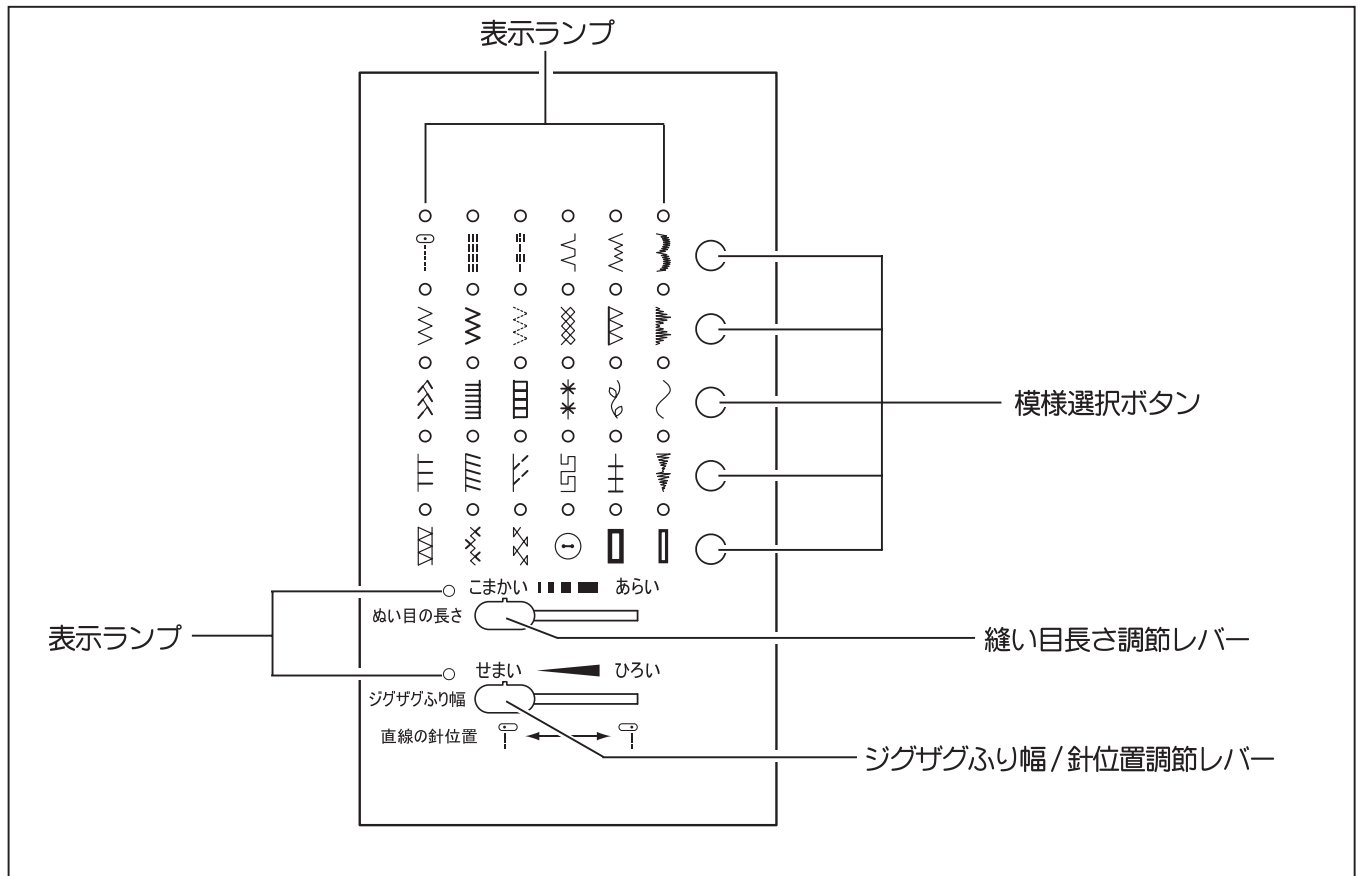 表示ランプ
模様選択ボタン
こまかい あらい
ぬい目の長さ
表示ランプ
縫い目長さ調節レバー
せまい ひろい
ジグザグふり幅
直線の針位置
ジグザグふり幅/針位置調節レバー